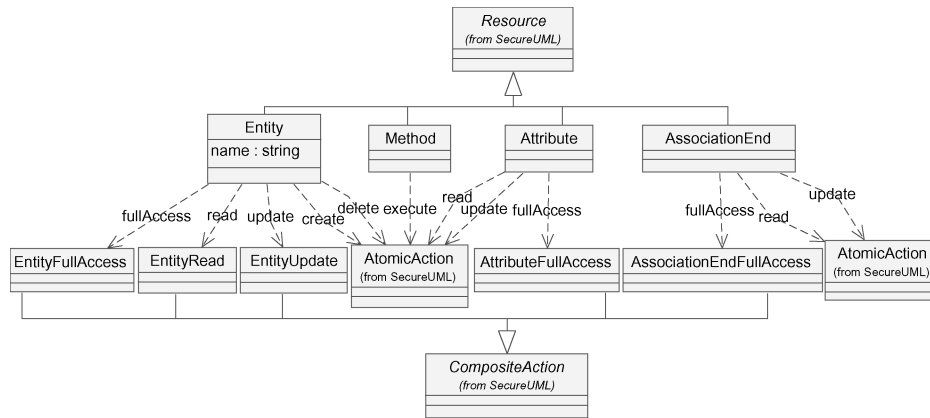 Resource
(from SecureUML)
Entity
name : string
Method
Attribute
AssociationEnd
fullAccess
read
update
create
delete
execute
read
update
fullAccess
fullAccess
read
update
EntityFullAccess
EntityRead
EntityUpdate
AtomicAction
(from SecureUML)
AttributeFullAccess
AssociationEndFullAccess
AtomicAction
(from SecureUML)
CompositeAction
(from SecureUML)